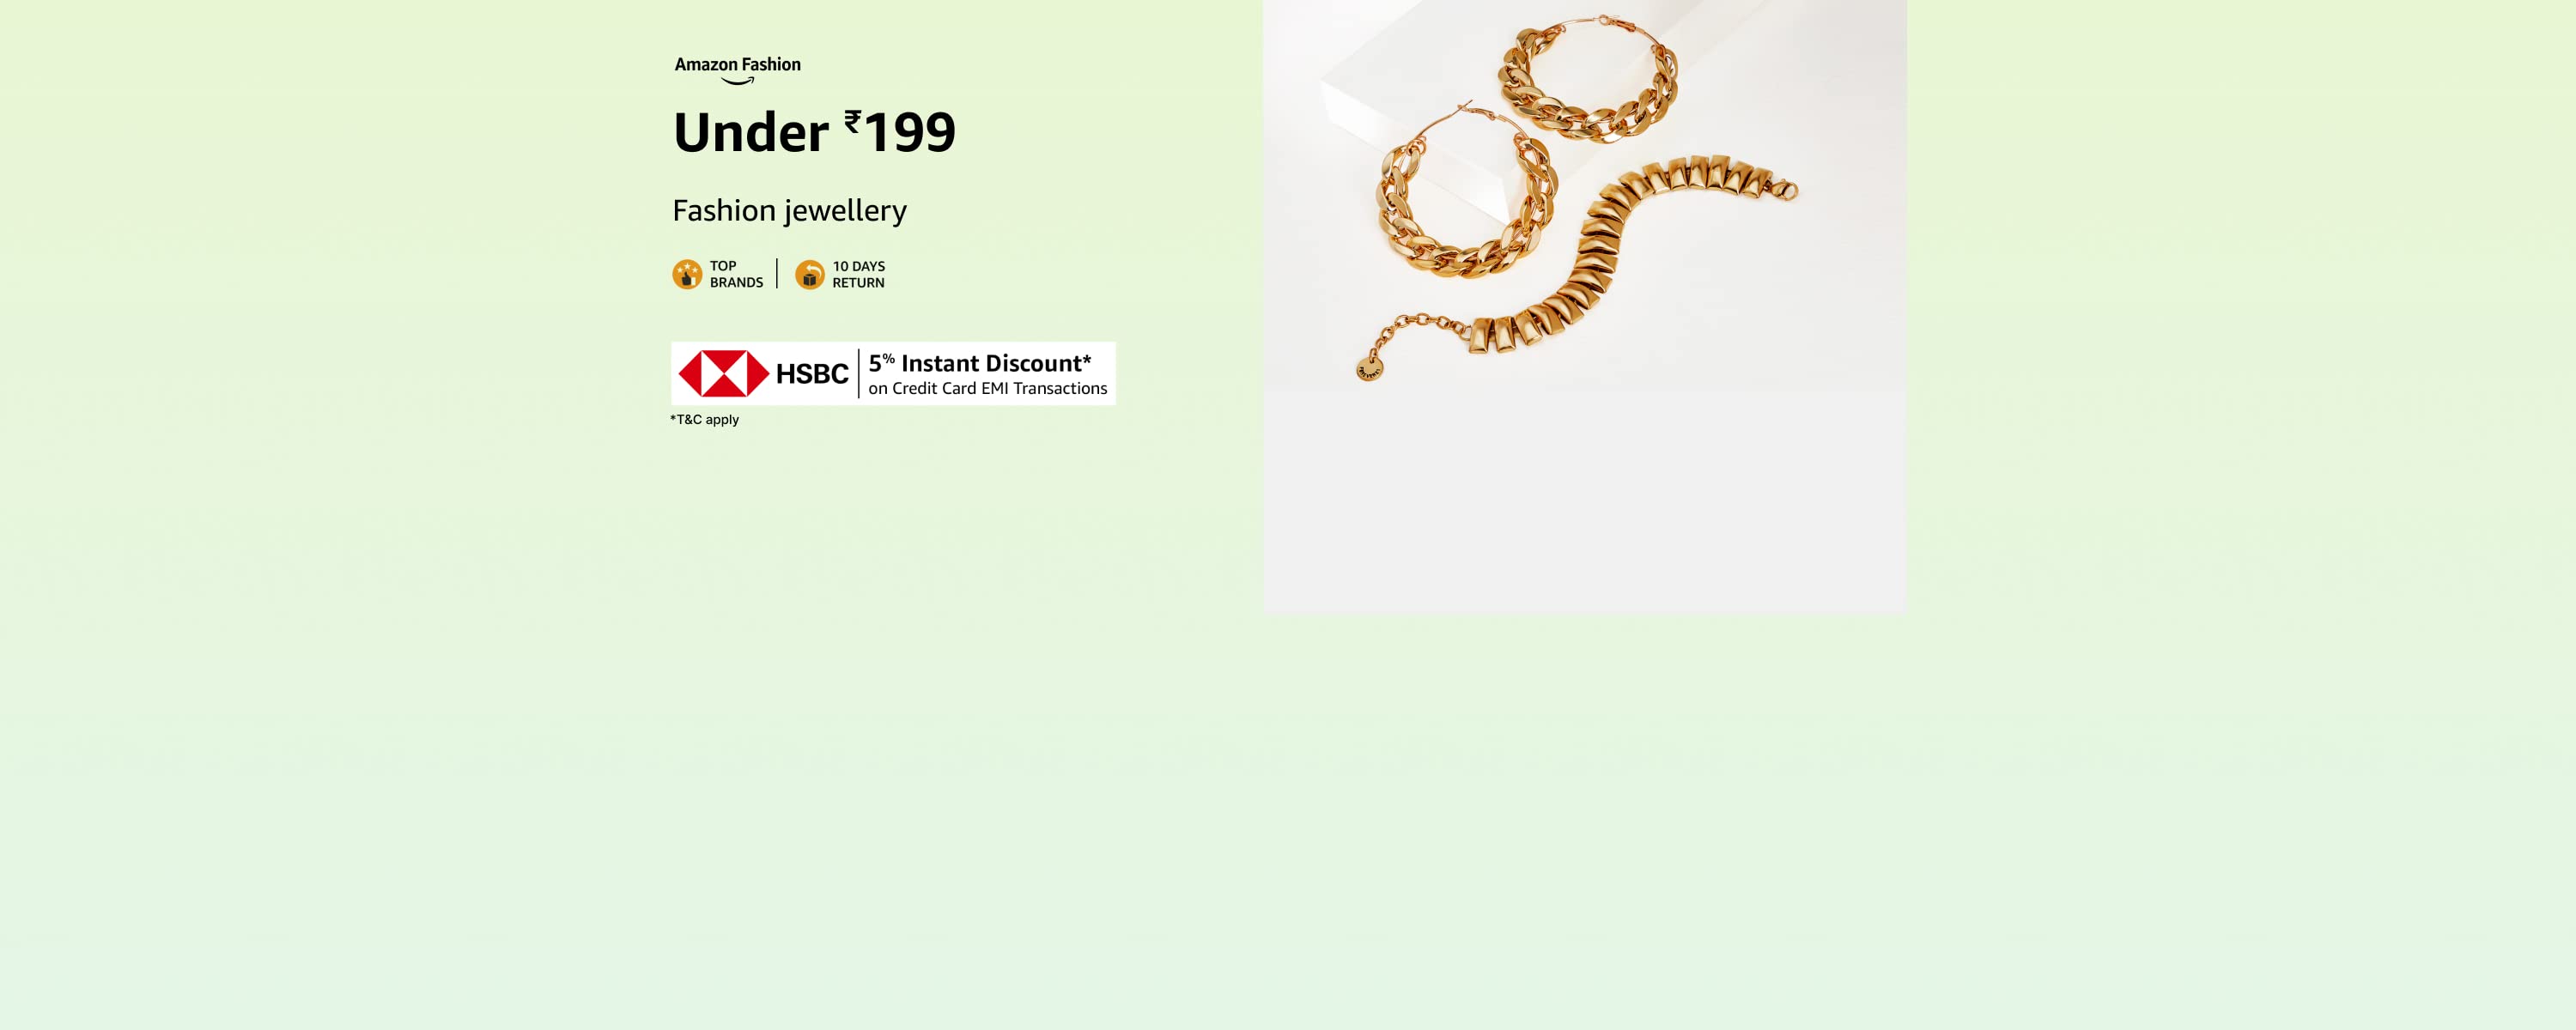 Amazon Fashion
Under ₹199
Fashion jewellery
TOP
BRANDS
10 DAYS
RETURN
HSBC
5% Instant Discount*
on Credit Card EMI Transactions
*T&C apply